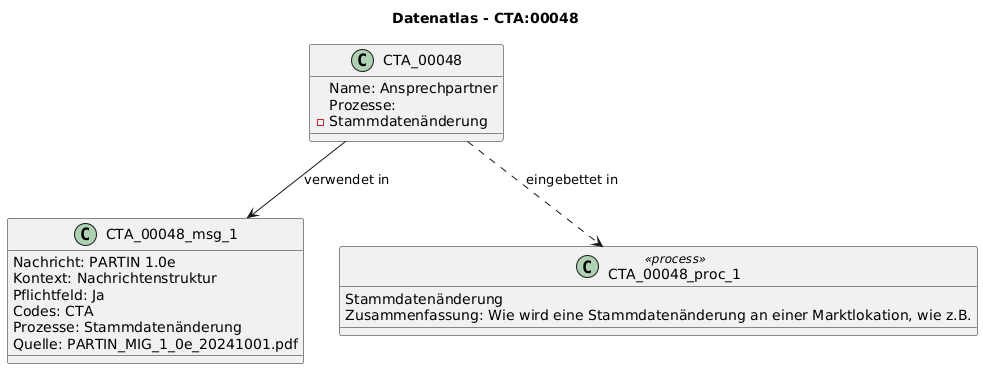 Datenatlas - CTA:00048
C CTA_00048
Name: Ansprechpartner
Prozesse:
Stammdatenänderung
verwendet in
eingebettet in
C CTA_00048_msg_1
Nachricht: PARTIN 1.0e
Kontext: Nachrichtenstruktur
Pflichtfeld: Ja
Codes: CTA
Prozesse: Stammdatenänderung
Quelle: PARTIN_MIG_1_0e_20241001.pdf
«process»
C CTA_00048_proc_1
Stammdatenänderung
Zusammenfassung: Wie wird eine Stammdatenänderung an einer Marktlokation, wie z.B.